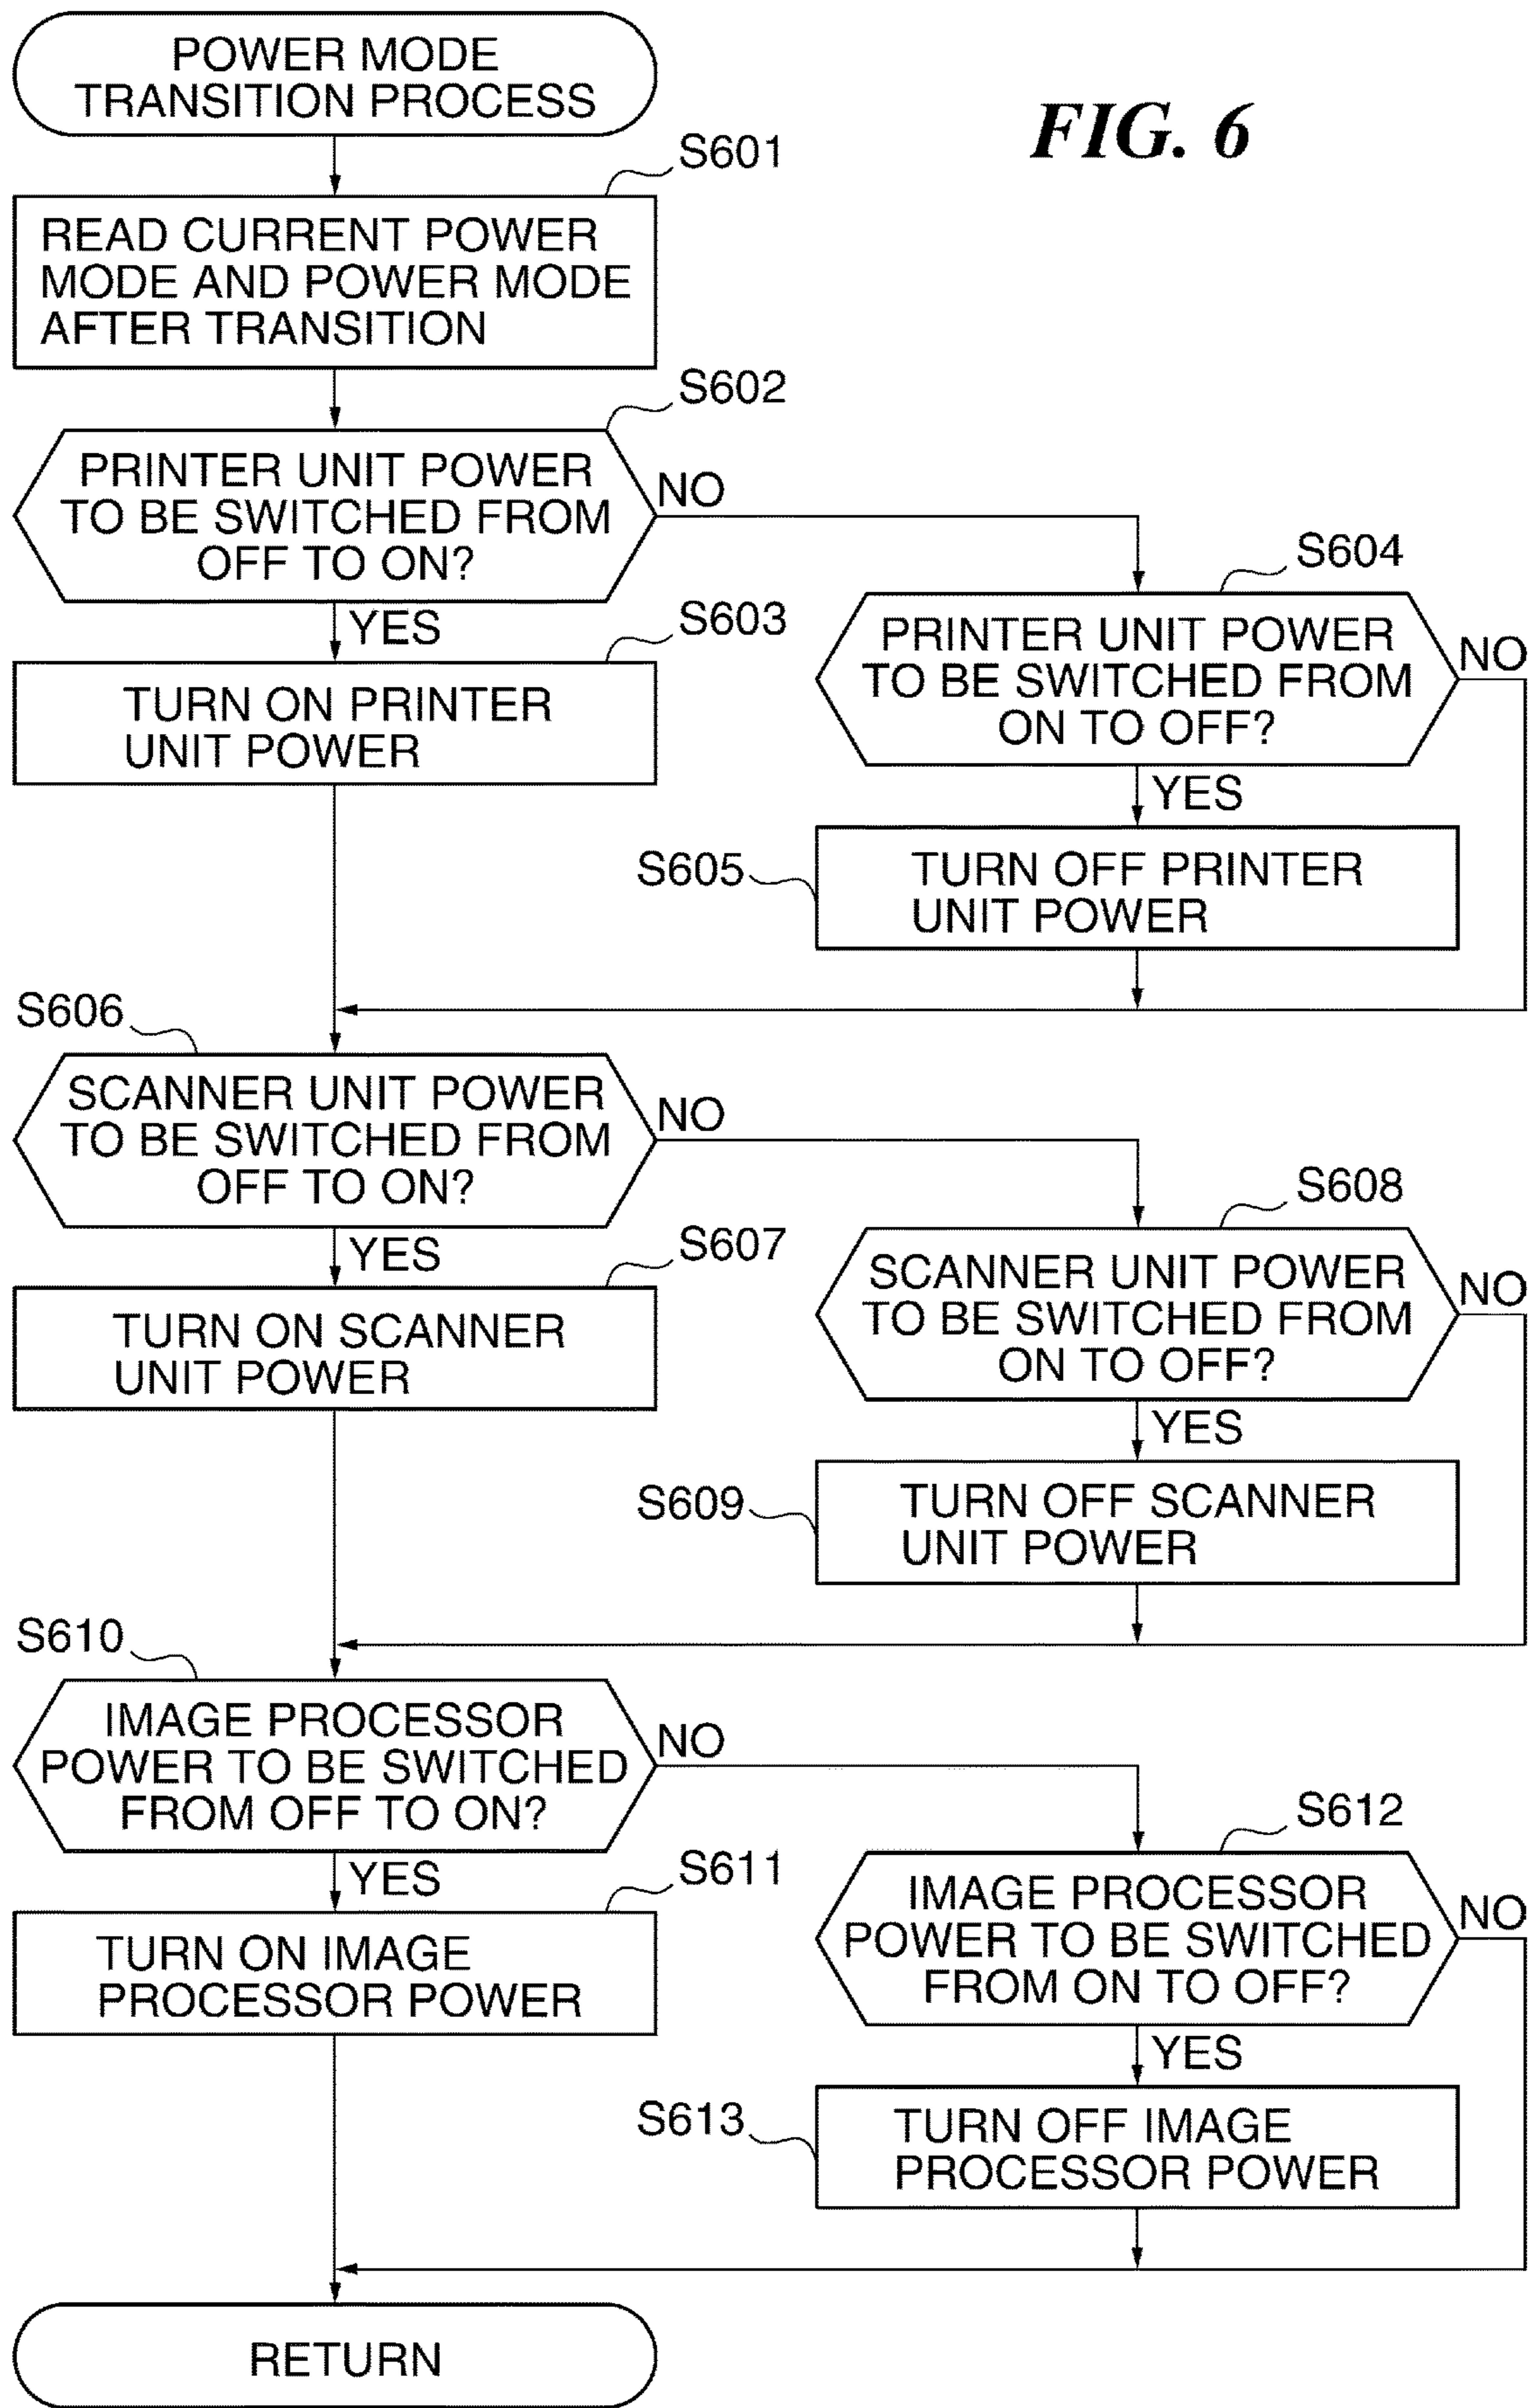 POWER MODE
TRANSITION PROCESS
FIG. 6
S601
READ CURRENT POWER
MODE AND POWER MODE
AFTER TRANSITION
S602
PRINTER UNIT POWER
TO BE SWITCHED FROM
OFF TO ON?
NO
YES
S603
TURN ON PRINTER
UNIT POWER
S604
PRINTER UNIT POWER
TO BE SWITCHED FROM
ON TO OFF?
NO
YES
S605
TURN OFF PRINTER
UNIT POWER
S606
SCANNER UNIT POWER
TO BE SWITCHED FROM
OFF TO ON?
NO
YES
S607
TURN ON SCANNER
UNIT POWER
S608
SCANNER UNIT POWER
TO BE SWITCHED FROM
ON TO OFF?
NO
YES
S609
TURN OFF SCANNER
UNIT POWER
S610
IMAGE PROCESSOR
POWER TO BE SWITCHED
FROM OFF TO ON?
NO
YES
S611
TURN ON IMAGE
PROCESSOR POWER
S612
IMAGE PROCESSOR
POWER TO BE SWITCHED
FROM ON TO OFF?
NO
YES
S613
TURN OFF IMAGE
PROCESSOR POWER
RETURN